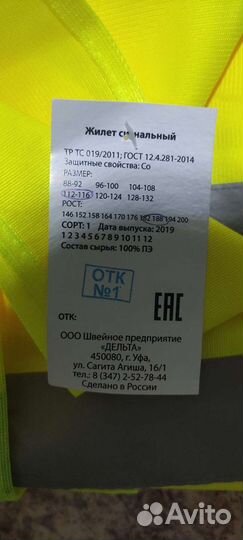 Жилет сигнальный
ТР ТС 019/2011; ГОСТ 12.4.281-2014
Защитные свойства: Со
РАЗМЕР:
88-92 96-100 104-108
112-116 120-124 128-132
РОСТ:
146 152 158 164 170 176 182 188 194 200
СОРТ: 1 Дата выпуска: 2019
1 2 3 4 5 6 7 8 9 10 11 12
Состав сырья: 100% ПЭ
ОТК
№1
ЕАС
ОТК:
ООО Швейное предприятие
«ДЕЛЬТА»
450080, г. Уфа,
ул. Сагита Агиша, 16/1
тел.: 8 (347) 2-52-78-44
Сделано в России
Avito